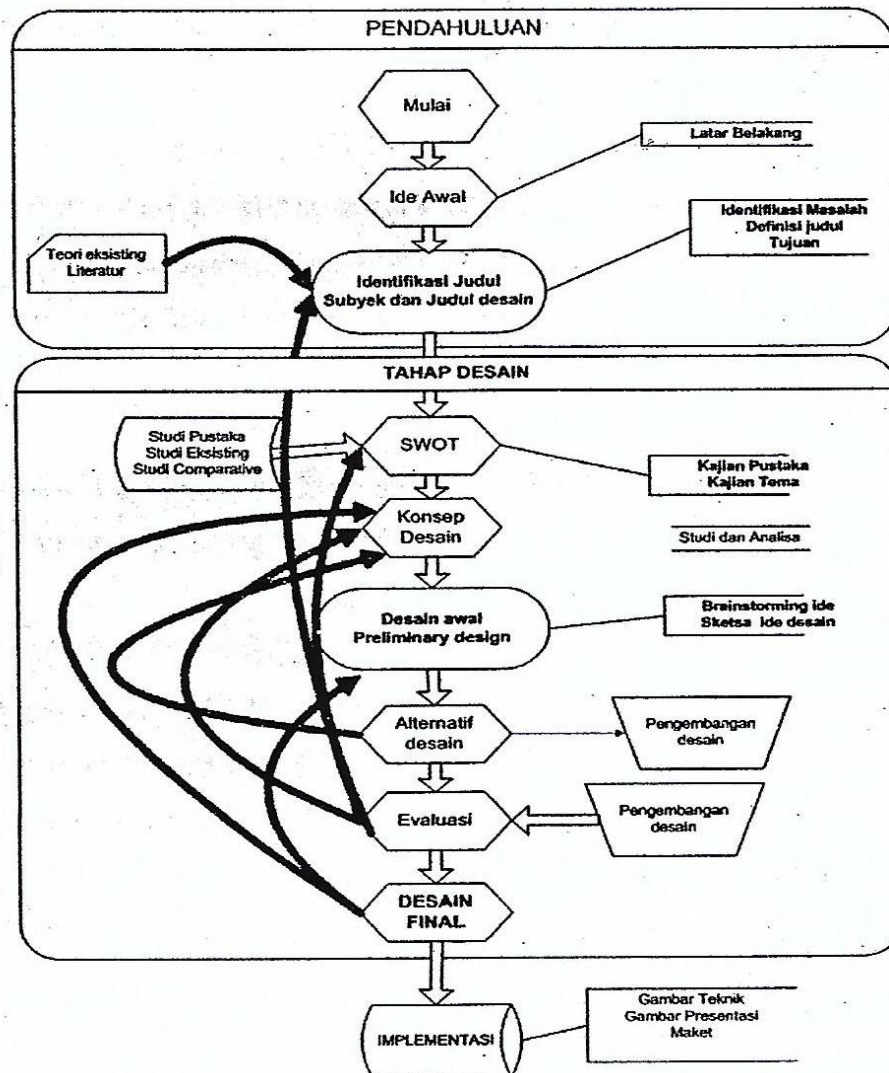 PENDAHULUAN
Mulai
Latar Belakang
Ide Awal
Identifikasi Masalah
Definisi judul
Tujuan
Teori eksisting
Literatur
Identifikasi Judul
Subyek dan Judul desain
TAHAP DESAIN
Studi Pustaka
Studi Eksisting
Studi Comparative
SWOT
Kajian Pustaka
Kajian Tema
Konsep
Desain
Studi dan Analisa
Desain awal
Preliminary design
Brainstorming ide
Sketsa ide desain
Alternatif
desain
Pengembangan
desain
Evaluasi
Pengembangan
desain
DESAIN
FINAL
IMPLEMENTASI
Gambar Teknik
Gambar Presentasi
Maket